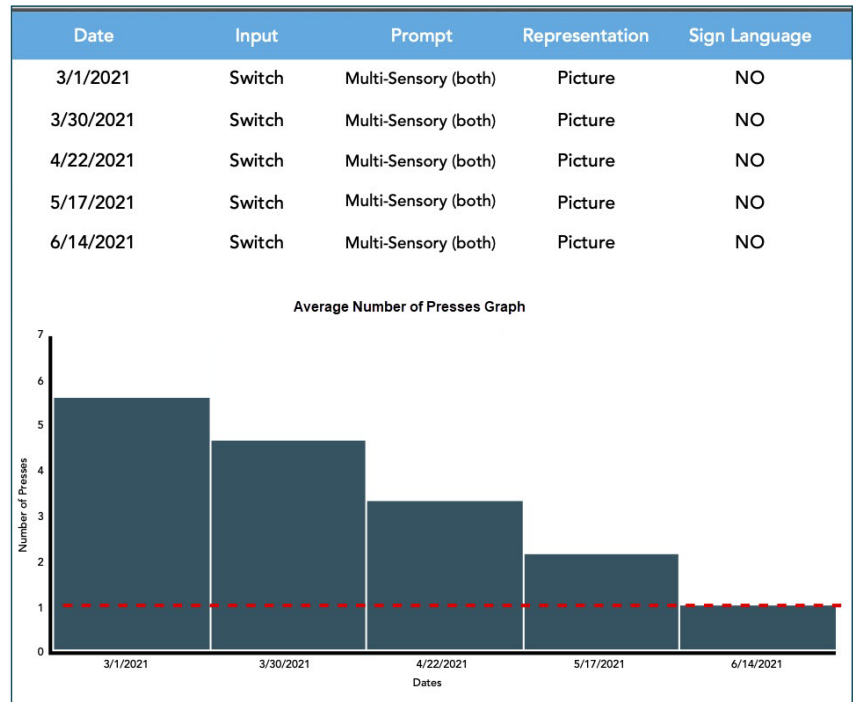 Date Input Prompt Representation Sign Language
3/1/2021 Switch Multi-Sensory (both) Picture NO
3/30/2021 Switch Multi-Sensory (both) Picture NO
4/22/2021 Switch Multi-Sensory (both) Picture NO
5/17/2021 Switch Multi-Sensory (both) Picture NO
6/14/2021 Switch Multi-Sensory (both) Picture NO
Average Number of Presses Graph
7
6
5
4
3
2
1
0
Number of Presses
3/1/2021 3/30/2021 4/22/2021 5/17/2021 6/14/2021
Dates